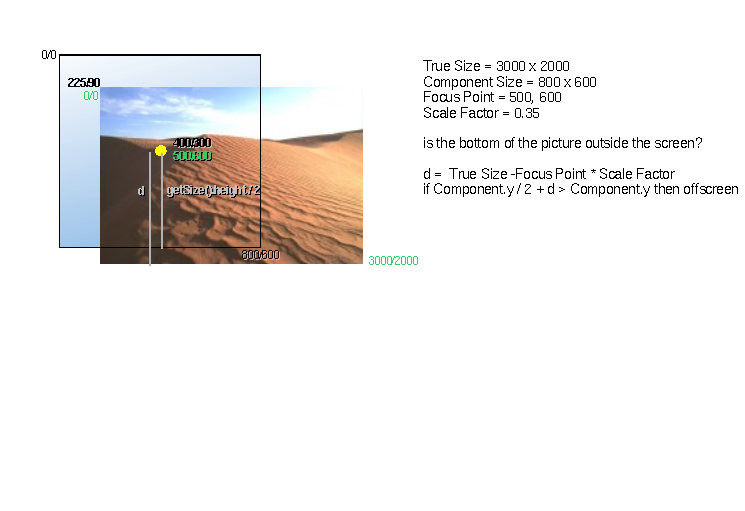 0/0
225/90
0/0
400/300
500/600
d
getSize().height / 2
800/600
3000/2000
True Size = 3000 x 2000
Component Size = 800 x 600
Focus Point = 500, 600
Scale Factor = 0.35
is the bottom of the picture outside the screen?
d =  True Size -Focus Point * Scale Factor
if Component.y / 2 + d > Component.y then offscreen